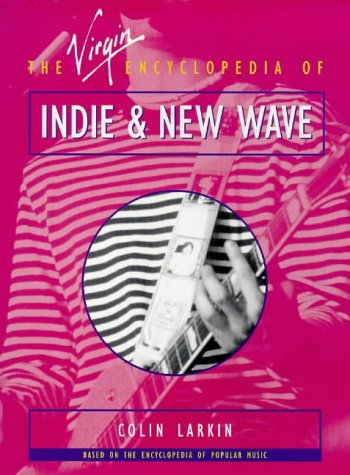 THE Virgin ENCYCLOPEDIA OF
INDIE & NEW WAVE
COLIN LARKIN
BASED ON THE ENCYCLOPEDIA OF POPULAR MUSIC